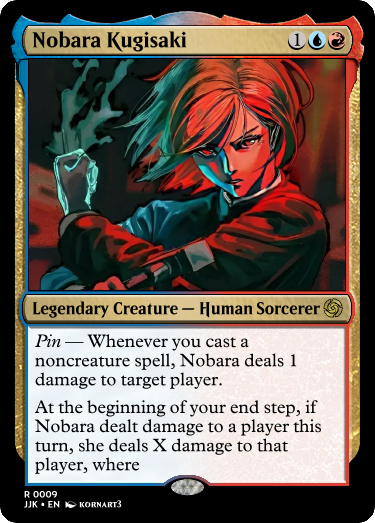 Nobara Kugisaki 1
Legendary Creature — Human Sorcerer
Pin — Whenever you cast a
noncreature spell, Nobara deals 1
damage to target player.
At the beginning of your end step, if
Nobara dealt damage to a player this
turn, she deals X damage to that
player, where
R 0009
JJK • EN KORNART3